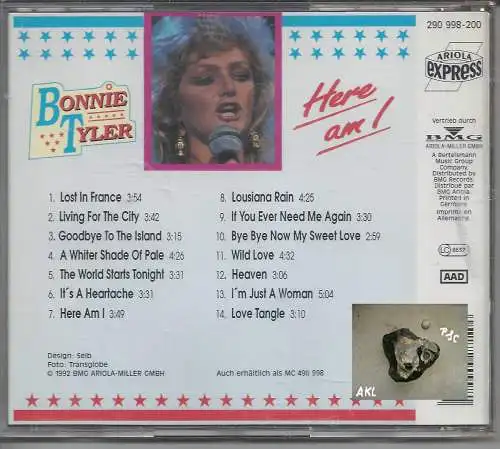 290 998-200
ARIOLA
EXPRESS
BONNIE
TYLER
Here
am I
Vertrieb durch
BMG
ARIOLA-MILLER GMBH
A Bertelsmann
Music Group
Company.
Distributed by
BMG Records.
Distribué par
BMG Ariola.
Printed in
Germany.
Imprimé en
Allemagne.
LC 8637
AAD
1. Lost In France 3:54
2. Living For The City 3:42
3. Goodbye To The Island 3:15
4. A Whiter Shade Of Pale 4:26
5. The World Starts Tonight 3:31
6. It´s A Heartache 3:31
7. Here Am I 3:49
8. Lousiana Rain 4:25
9. If You Ever Need Me Again 3:30
10. Bye Bye Now My Sweet Love 2:59
11. Wild Love 4:32
12. Heaven 3:06
13. I´m Just A Woman 5:04
14. Love Tangle 3:10
Design: Selb
Foto: Transglobe
© 1992 BMG ARIOLA-MILLER GMBH
Auch erhältlich als MC 490 998
AKL